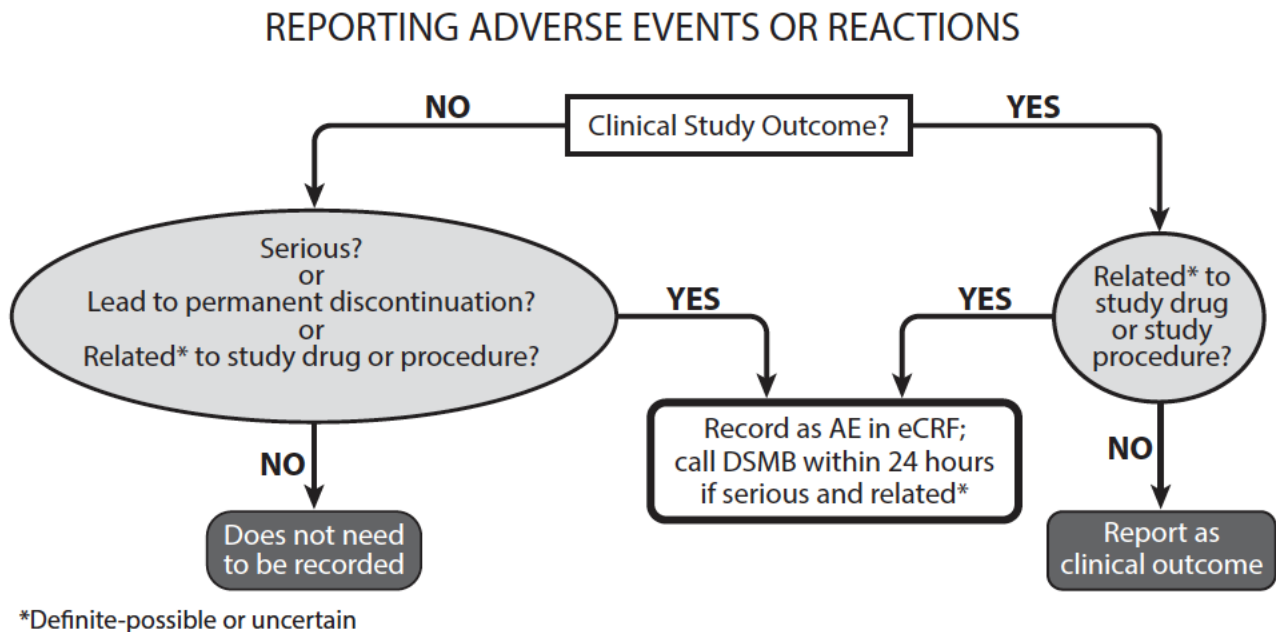 REPORTING ADVERSE EVENTS OR REACTIONS
NO
Clinical Study Outcome?
YES
Serious?
or
Lead to permanent discontinuation?
or
Related* to study drug or procedure?
YES
YES
Related* to
study drug
or study
procedure?
Record as AE in eCRF;
call DSMB within 24 hours
if serious and related*
NO
NO
Does not need
to be recorded
Report as
clinical outcome
*Definite-possible or uncertain